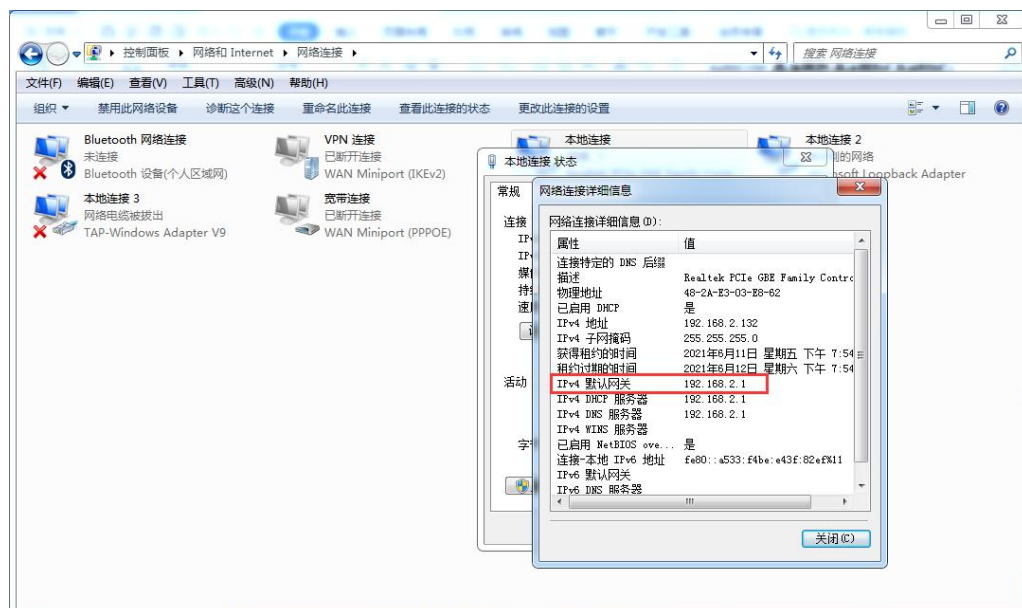 控制面板 ▸ 网络和 Internet ▸ 网络连接 ▸
搜索 网络连接
文件(F) 编辑(E) 查看(V) 工具(T) 高级(N) 帮助(H)
组织 禁用此网络设备 诊断这个连接 重命名此连接 查看此连接的状态 更改此连接的设置
Bluetooth 网络连接
未连接
Bluetooth 设备(个人区域网)
VPN 连接
已断开连接
WAN Miniport (IKEv2)
本地连接
本地连接 2
的网络
Loopback Adapter
本地连接 3
网络电缆被拔出
TAP-Windows Adapter V9
宽带连接
已断开连接
WAN Miniport (PPPOE)
本地连接 状态
常规
连接
活动
网络连接详细信息
网络连接详细信息(D):
属性 值
连接特定的 DNS 后缀
描述 Realtek PCIe GBE Family Contro
物理地址 48-2A-E3-03-E8-62
已启用 DHCP 是
IPv4 地址 192.168.2.132
IPv4 子网掩码 255.255.255.0
获得租约的时间 2021年6月11日 星期五 下午 7:54
租约过期的时间 2021年6月12日 星期六 下午 7:54
IPv4 默认网关 192.168.2.1
IPv4 DHCP 服务器 192.168.2.1
IPv4 DNS 服务器 192.168.2.1
IPv4 WINS 服务器
已启用 NetBIOS ove... 是
连接-本地 IPv6 地址 fe80::a533:f4be:e43f:82ef%11
IPv6 默认网关
IPv6 DNS 服务器
关闭(C)